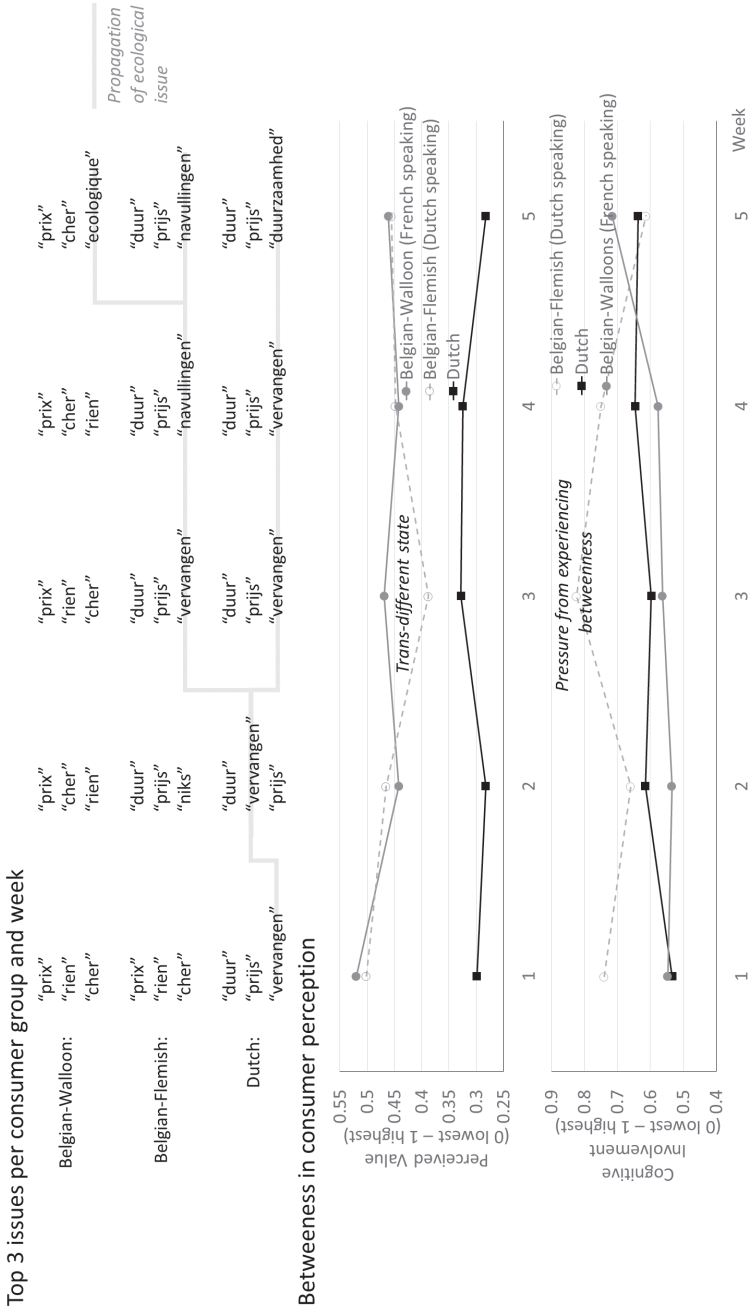 Top 3 issues per consumer group and week
Belgian-Walloon:
“prix” “prix” “prix” “prix” “prix”
“rien” “cher” “rien” “cher” “cher”
“cher” “rien” “cher” “rien” “ecologique”
Belgian-Flemish:
“prix” “duur” “duur” “duur” “duur”
“rien” “prijs” “prijs” “prijs” “prijs”
“cher” “niks” “vervangen” “navullingen” “navullingen”
Dutch:
“duur” “duur” “duur” “duur” “duur”
“prijs” “vervangen” “prijs” “prijs” “prijs”
“vervangen” “prijs” “vervangen” “vervangen” “duurzaamhed”
Propagation
of ecological
issue
Betweeness in consumer perception
Perceived Value
(0 lowest – 1 highest)
0.55
0.5
0.45
0.4
0.35
0.3
0.25
Trans-different state
Belgian-Walloon (French speaking)
Belgian-Flemish (Dutch speaking)
Dutch
1 2 3 4 5
Cognitive
Involvement
(0 lowest – 1 highest)
0.9
0.8
0.7
0.6
0.5
0.4
Pressure from experiencing
betweenness
Belgian-Flemish (Dutch speaking)
Dutch
Belgian-Walloons (French speaking)
1 2 3 4 5
Week